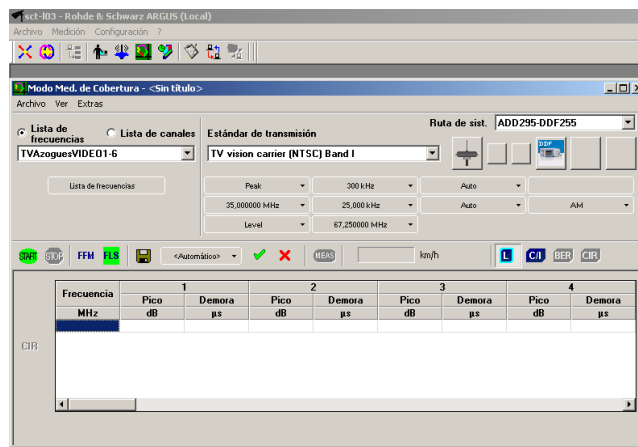 sct-l03 - Rohde & Schwarz ARGUS (Local)
Archivo Medición Configuración ?
Modo Med. de Cobertura - <Sin título>
Archivo Ver Extras
Ruta de sist. ADD295-DDF255
Lista de frecuencias Lista de canales Estándar de transmisión
TVAzoguesVIDEO1-6 TV vision carrier (NTSC) Band I
DDF
Lista de frecuencias Peak 300 kHz Auto
35,000000 MHz 25,000 kHz Auto AM
Level 67,250000 MHz
START STOP FFM FLS <Automático> MEAS km/h L C/I BER CIR
Frecuencia 1 2 3 4
Pico Demora Pico Demora Pico Demora Pico Demora
MHz dB µs dB µs dB µs dB µs
CIR